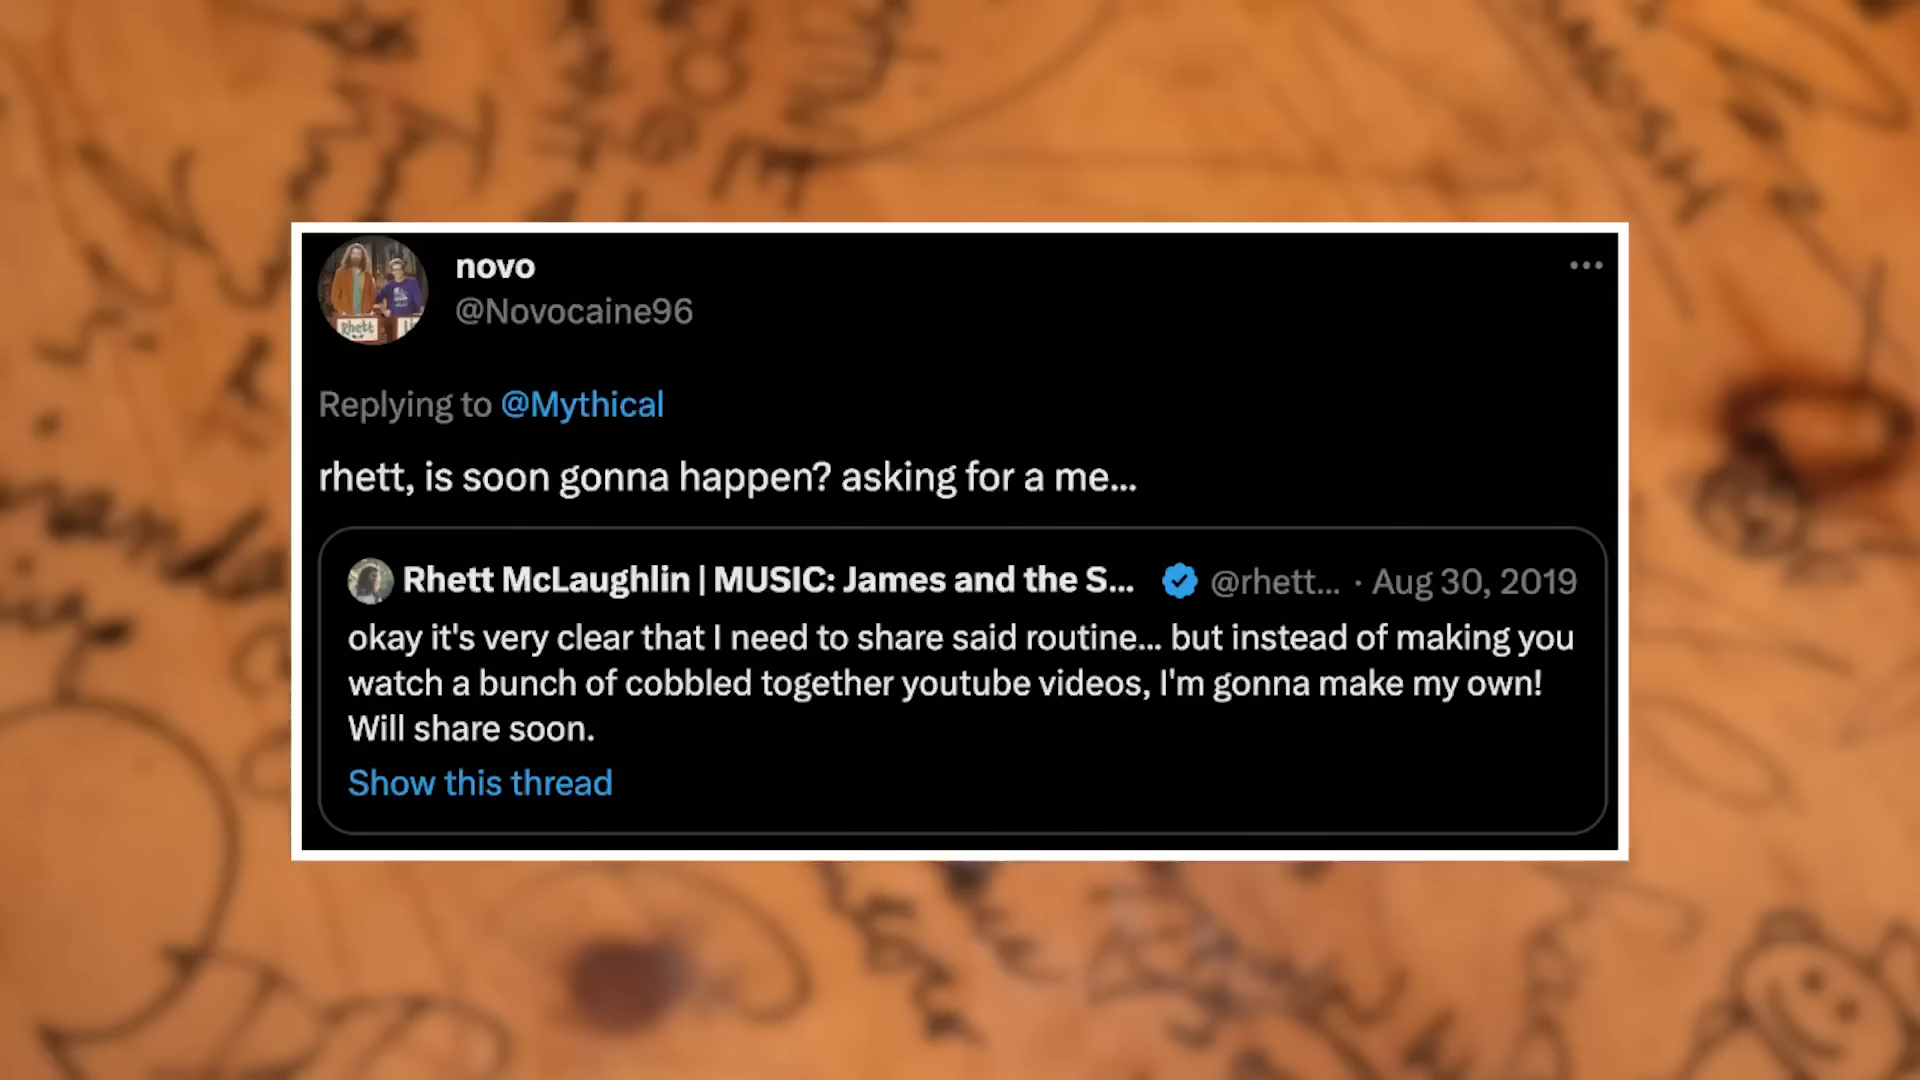 novo
@Novocaine96
Replying to @Mythical
rhett, is soon gonna happen? asking for a me...
Rhett McLaughlin | MUSIC: James and the S... @rhett... · Aug 30, 2019
okay it's very clear that I need to share said routine... but instead of making you
watch a bunch of cobbled together youtube videos, I'm gonna make my own!
Will share soon.
Show this thread
Rhett